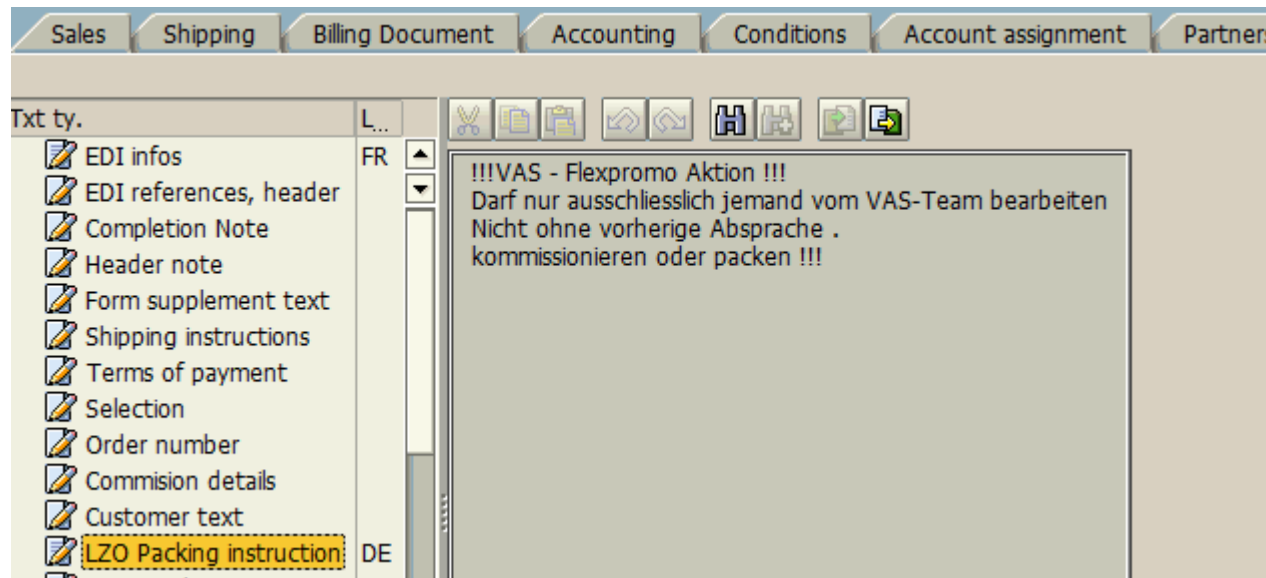 Sales Shipping Billing Document Accounting Conditions Account assignment Partners
Txt ty. L...
EDI infos FR
EDI references, header
Completion Note
Header note
Form supplement text
Shipping instructions
Terms of payment
Selection
Order number
Commision details
Customer text
LZO Packing instruction DE
!!!VAS - Flexpromo Aktion !!!
Darf nur ausschliesslich jemand vom VAS-Team bearbeiten
Nicht ohne vorherige Absprache .
kommissionieren oder packen !!!